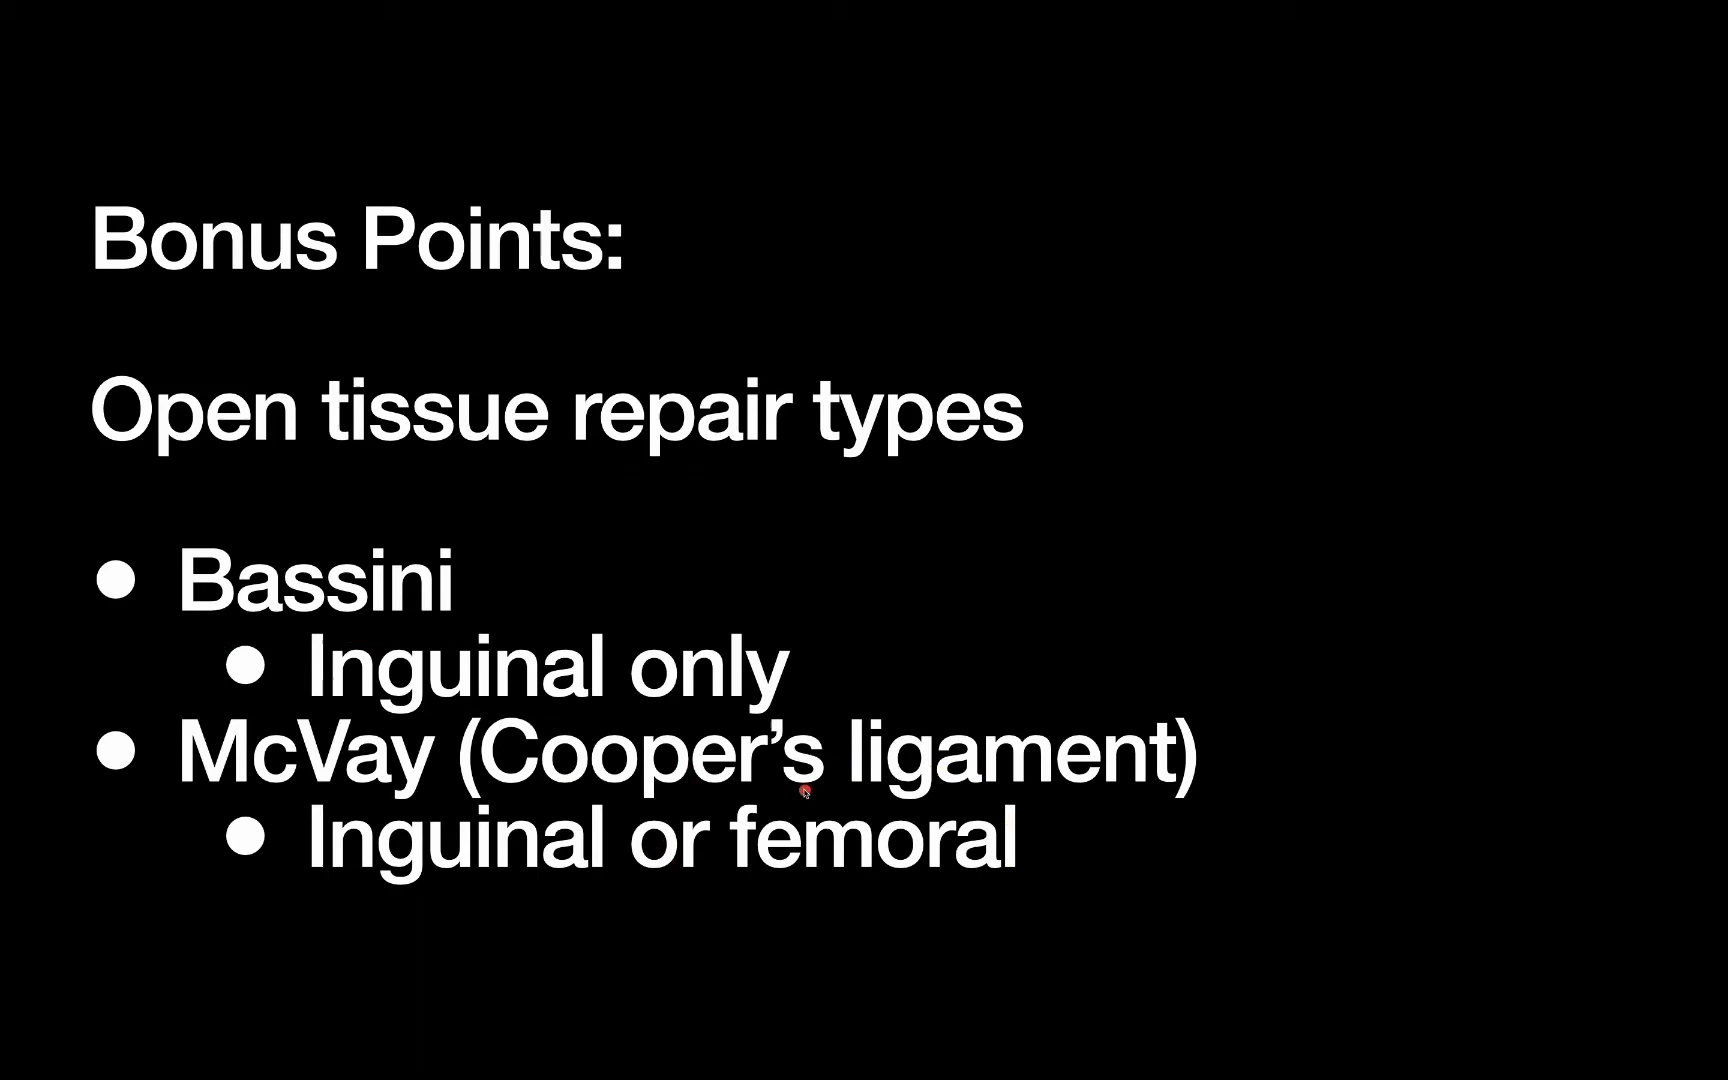 Bonus Points:
Open tissue repair types
● Bassini
● Inguinal only
● McVay (Cooper’s ligament)
● Inguinal or femoral